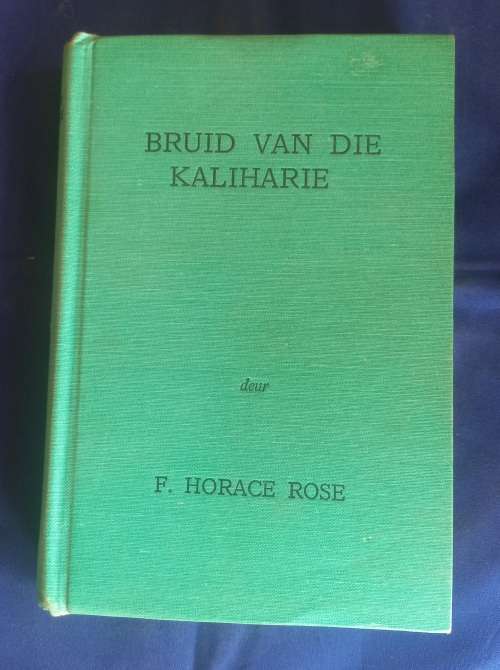 BRUID VAN DIE
KALIHARIE
deur
F. HORACE ROSE